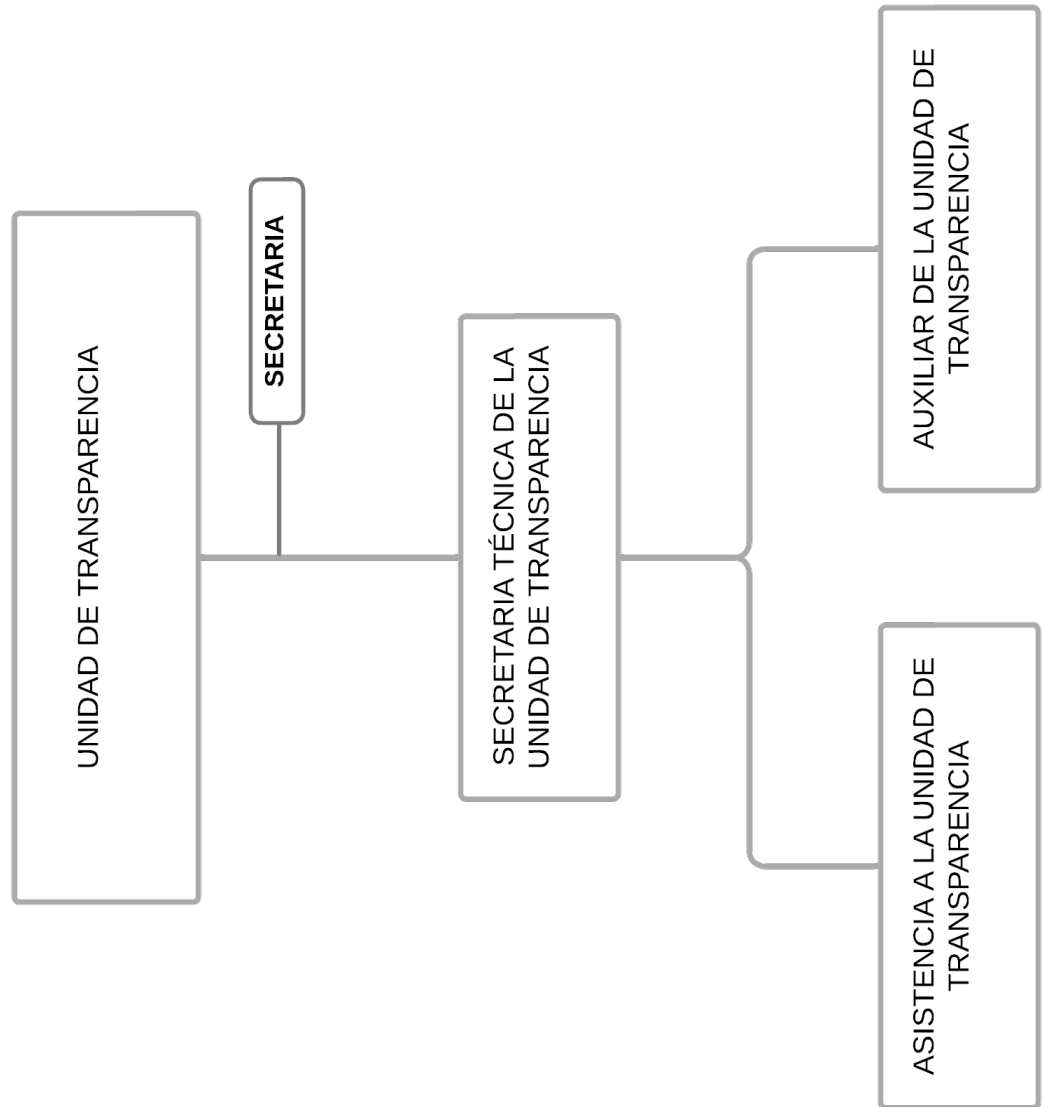 UNIDAD DE TRANSPARENCIA
SECRETARIA
SECRETARIA TÉCNICA DE LA
UNIDAD DE TRANSPARENCIA
ASISTENCIA A LA UNIDAD DE
TRANSPARENCIA
AUXILIAR DE LA UNIDAD DE
TRANSPARENCIA